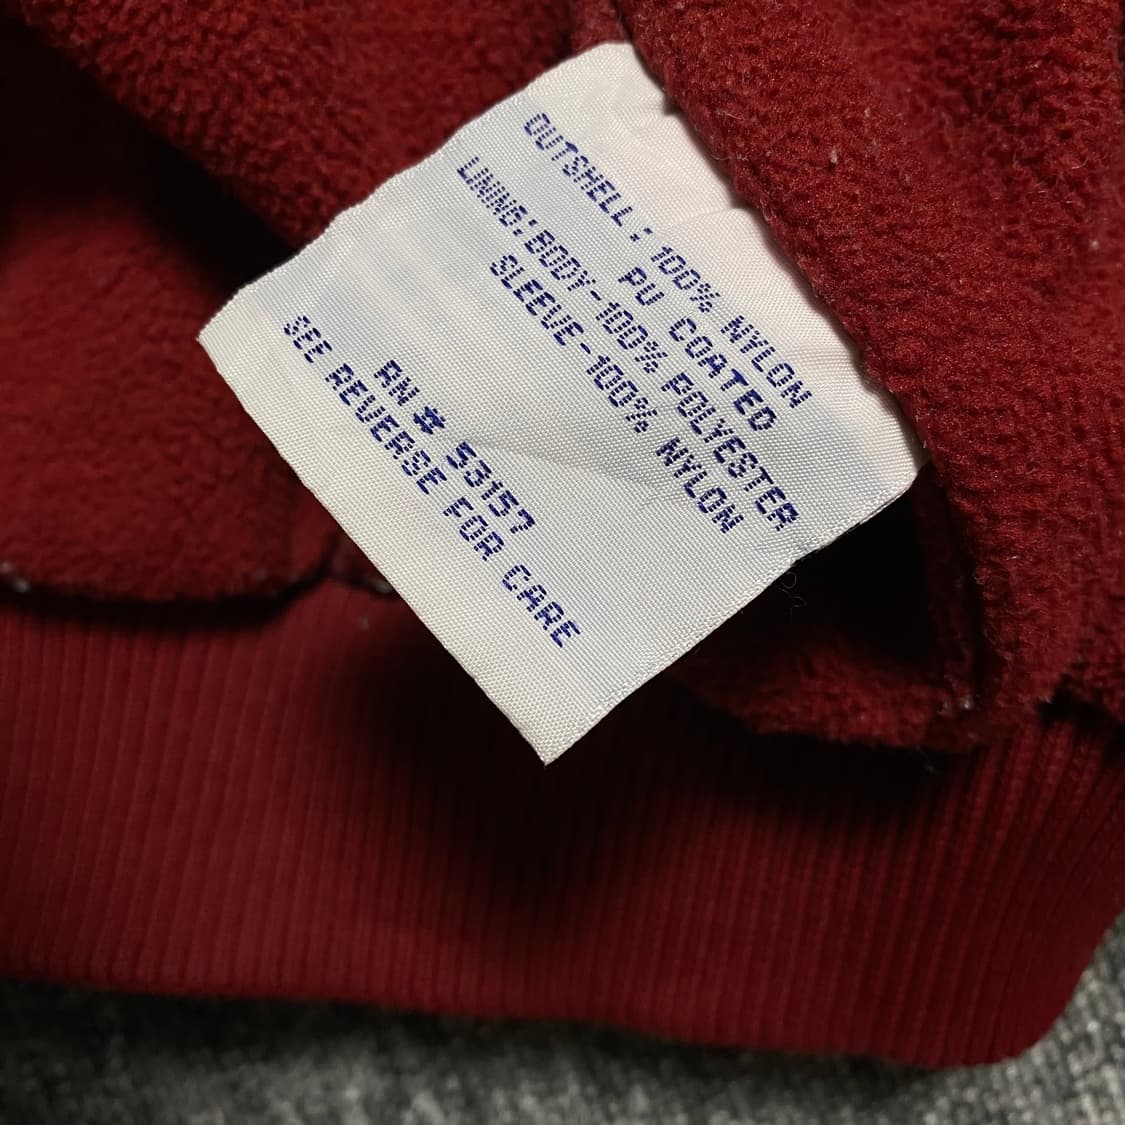 OUTSHELL: 100% NYLON
PU COATED
LINING: BODY-100% POLYESTER
SLEEVE-100% NYLON
RN # 53157
SEE REVERSE FOR CARE